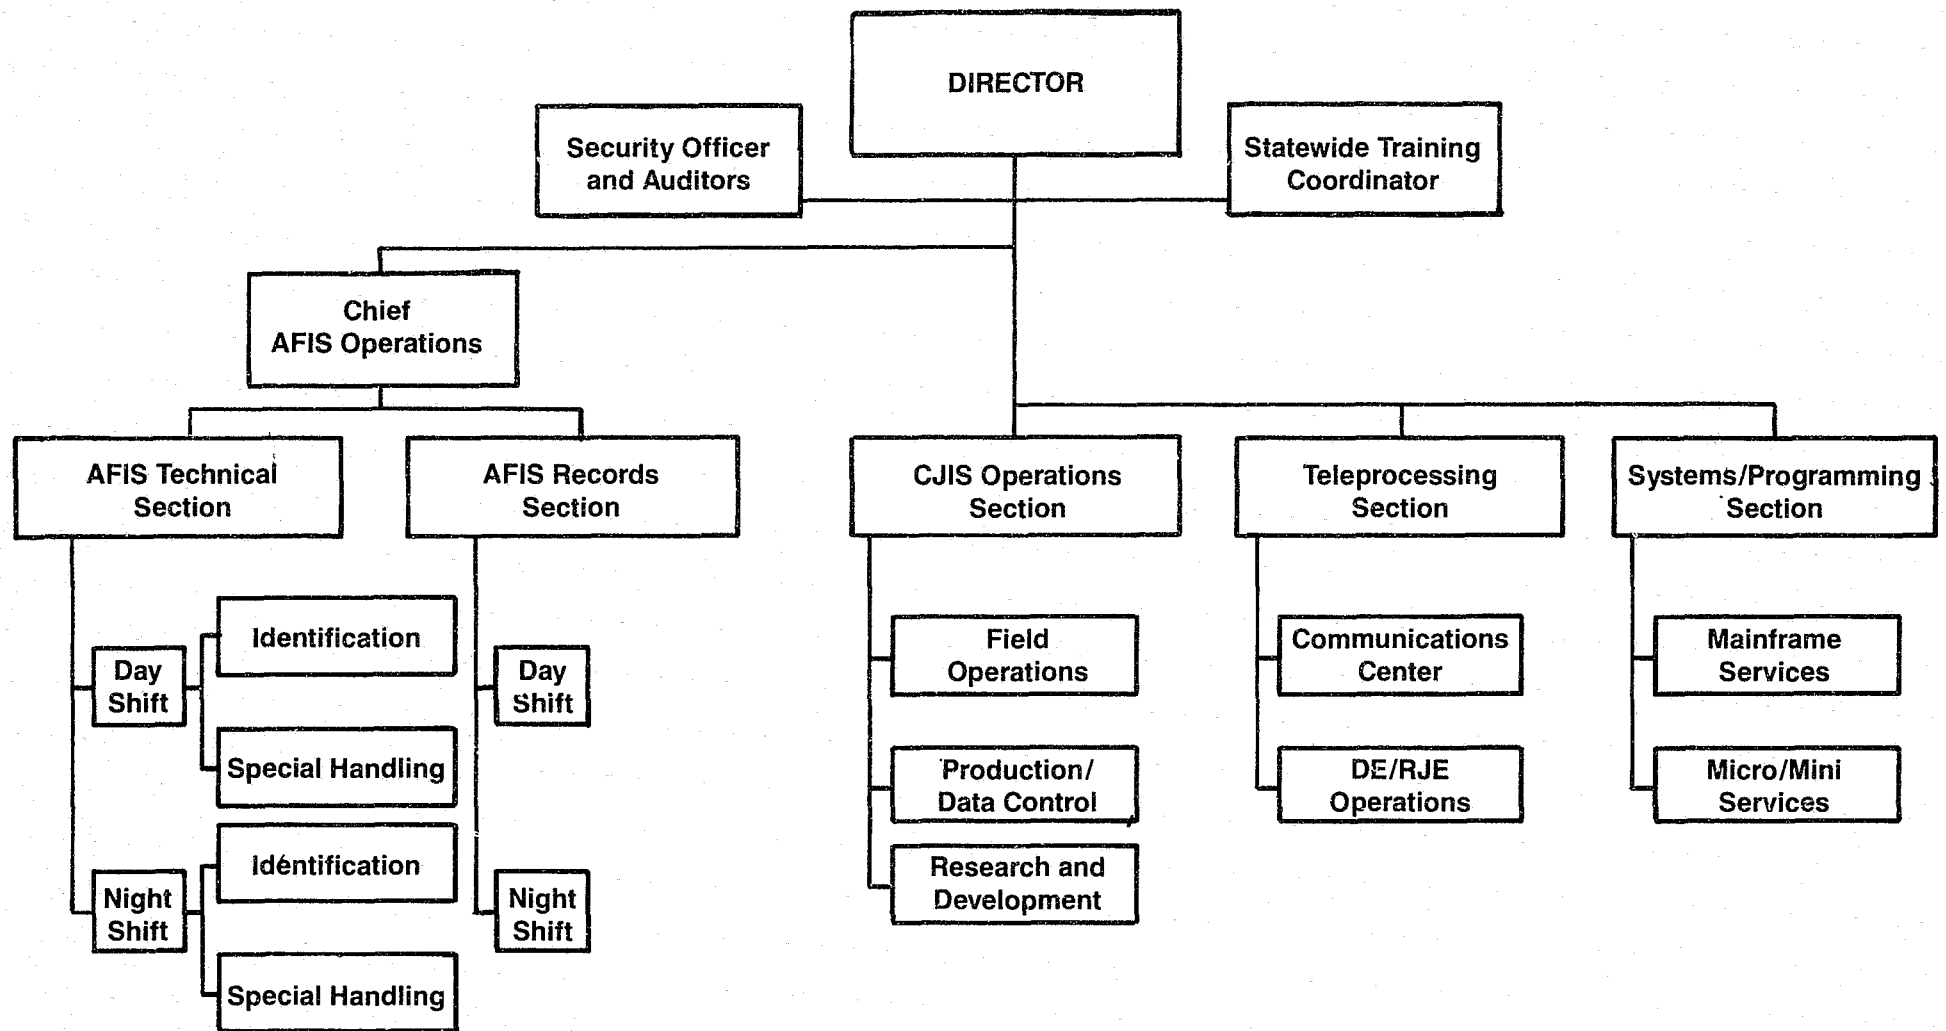 DIRECTOR
Security Officer
and Auditors
Statewide Training
Coordinator
Chief
AFIS Operations
AFIS Technical
Section
AFIS Records
Section
CJIS Operations
Section
Teleprocessing
Section
Systems/Programming
Section
Day
Shift
Identification
Special Handling
Night
Shift
Identification
Special Handling
Day
Shift
Night
Shift
Field
Operations
Production/
Data Control
Research and
Development
Communications
Center
DE/RJE
Operations
Mainframe
Services
Micro/Mini
Services